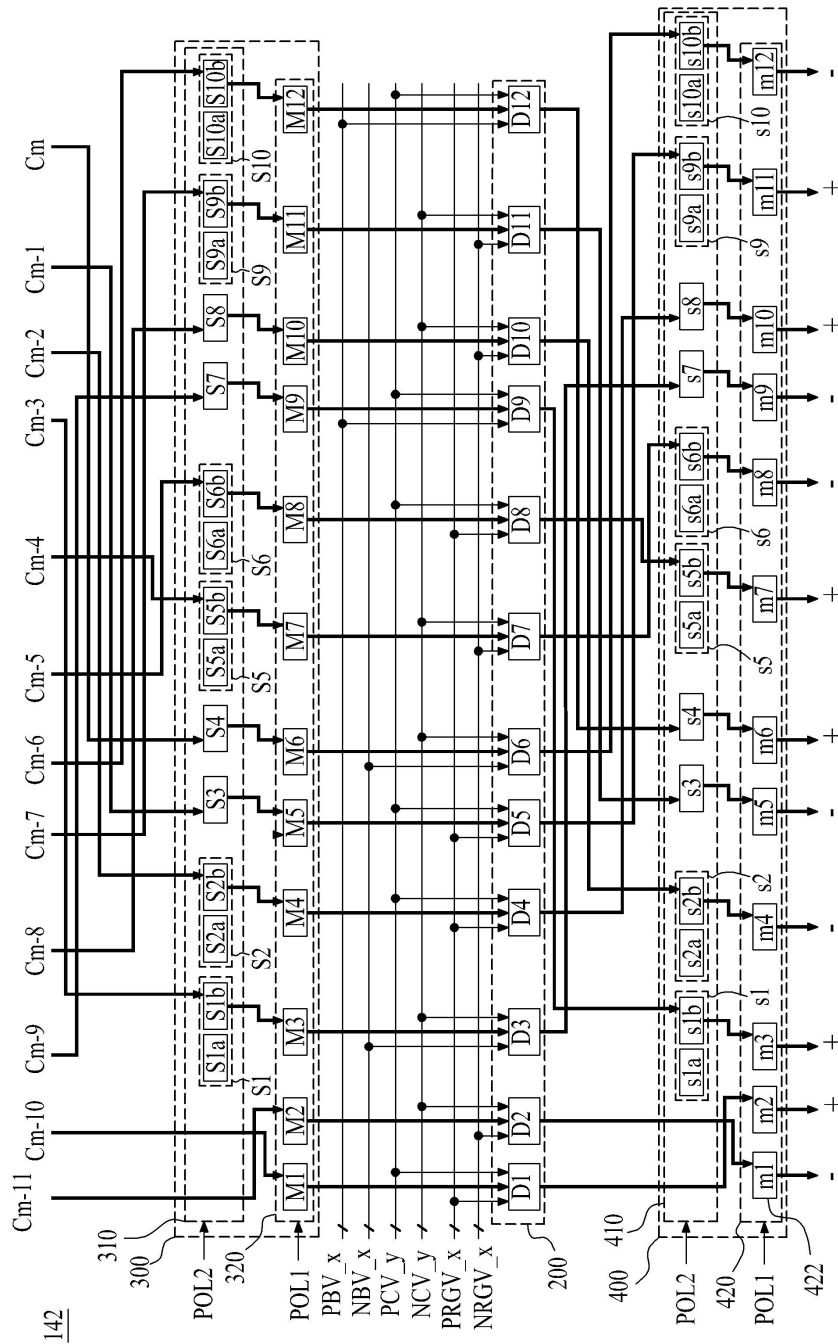 142
Cm-11 Cm-10 Cm-9 Cm-8 Cm-7 Cm-6 Cm-5 Cm-4 Cm-3 Cm-2 Cm-1 Cm
310
300
POL2
S1a S1b S2a S2b S3 S4 S5a S5b S6a S6b S7 S8 S9a S9b S10a S10b
S1 S2 S5 S6 S9 S10
320
POL1
M1 M2 M3 M4 M5 M6 M7 M8 M9 M10 M11 M12
PBV_x
NBV_x
PCV_y
NCV_y
PRGV_x
NRGV_x
D1 D2 D3 D4 D5 D6 D7 D8 D9 D10 D11 D12
200
410
400
POL2
s1a s1b s2a s2b s3 s4 s5a s5b s6a s6b s7 s8 s9a s9b s10a s10b
s1 s2 s5 s6 s9 s10
420
POL1
m1 m2 m3 m4 m5 m6 m7 m8 m9 m10 m11 m12
422
- + + - - + + - - + + -